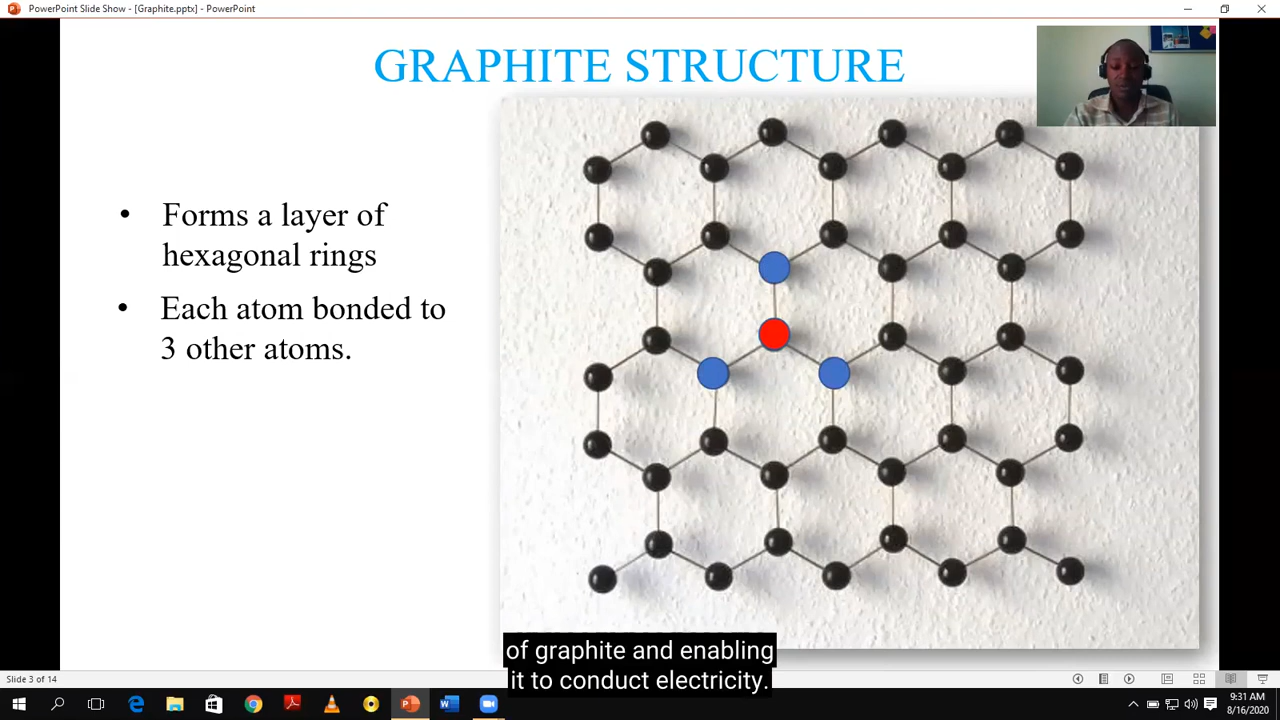 PowerPoint Slide Show - [Graphite.pptx] - PowerPoint
GRAPHITE STRUCTURE
• Forms a layer of
hexagonal rings
• Each atom bonded to
3 other atoms.
of graphite and enabling
it to conduct electricity.
Slide 3 of 14
9:31 AM
8/16/2020